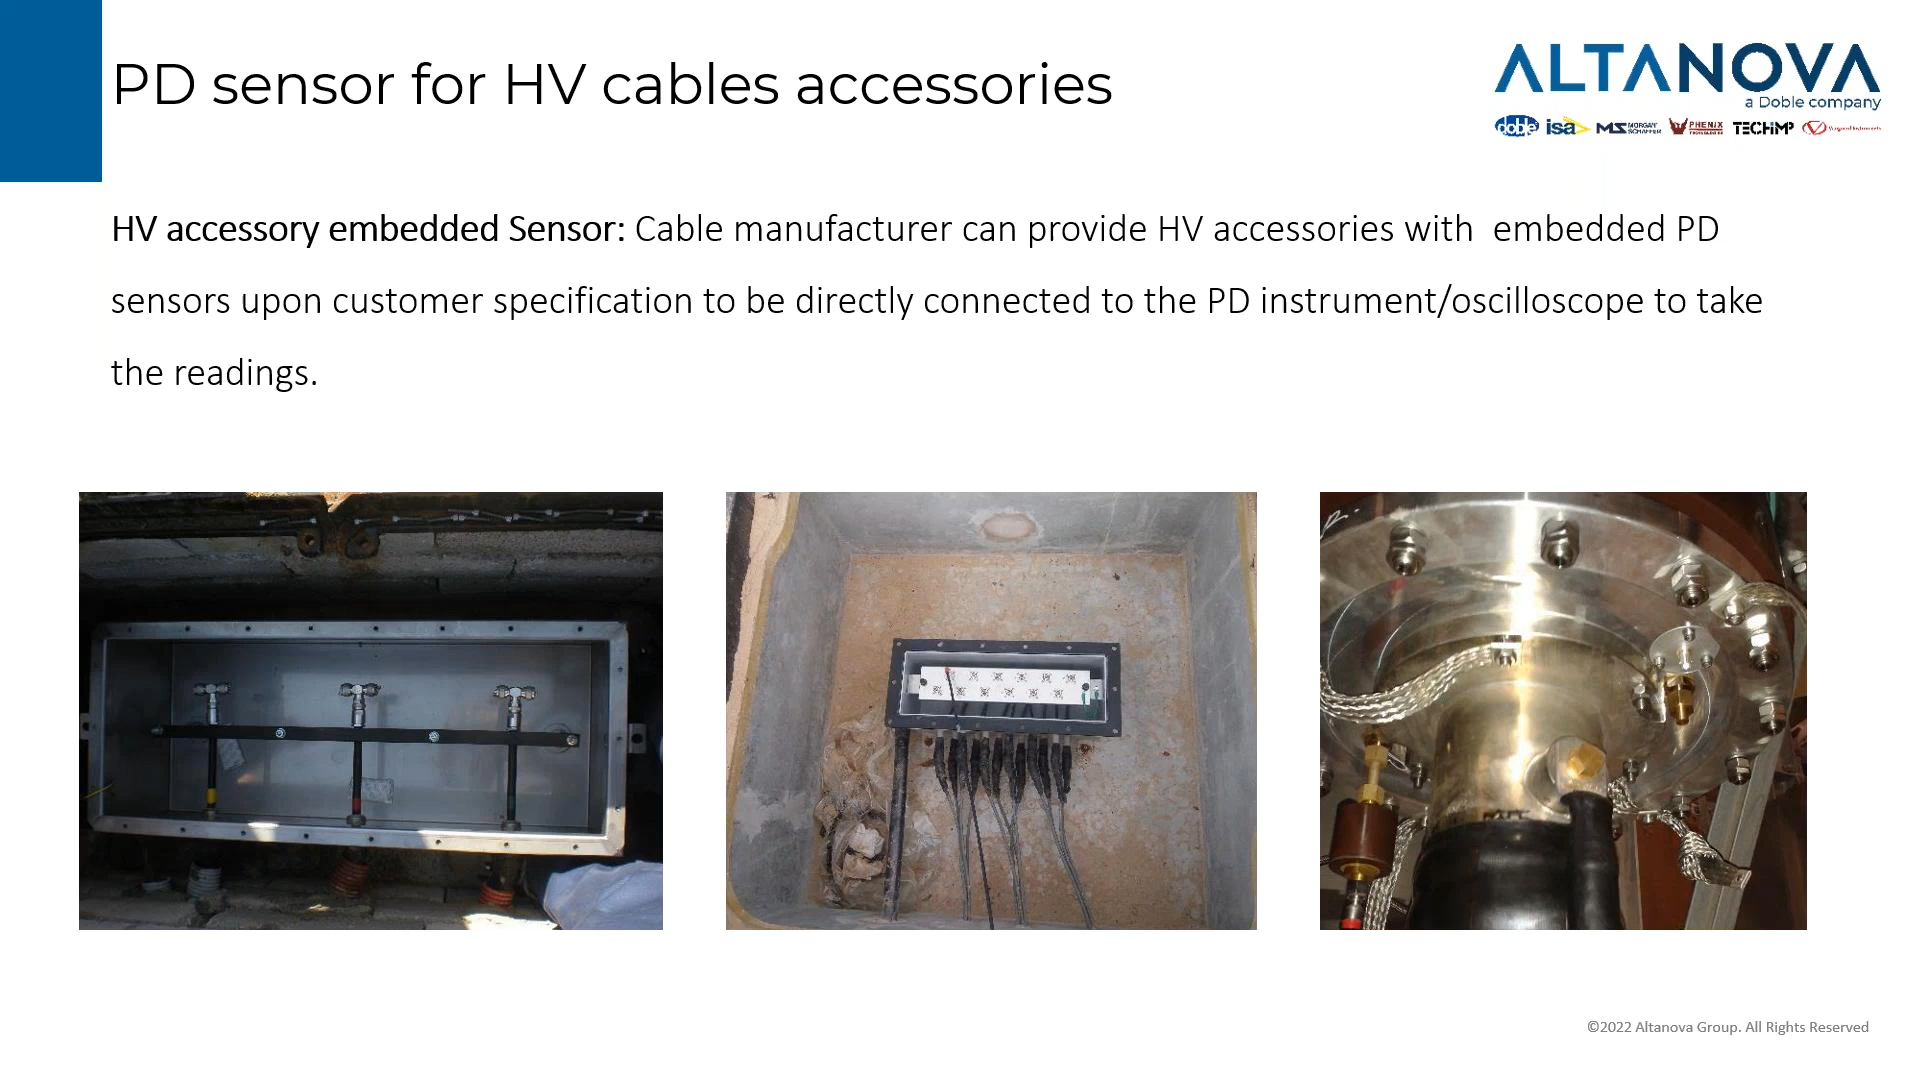 PD sensor for HV cables accessories
ALTANOVA
a Doble company
doble isa MS MORGAN SCHAFFER PHENIX TECHIMP Vanguard Instruments
HV accessory embedded Sensor: Cable manufacturer can provide HV accessories with  embedded PD
sensors upon customer specification to be directly connected to the PD instrument/oscilloscope to take
the readings.
©2022 Altanova Group. All Rights Reserved